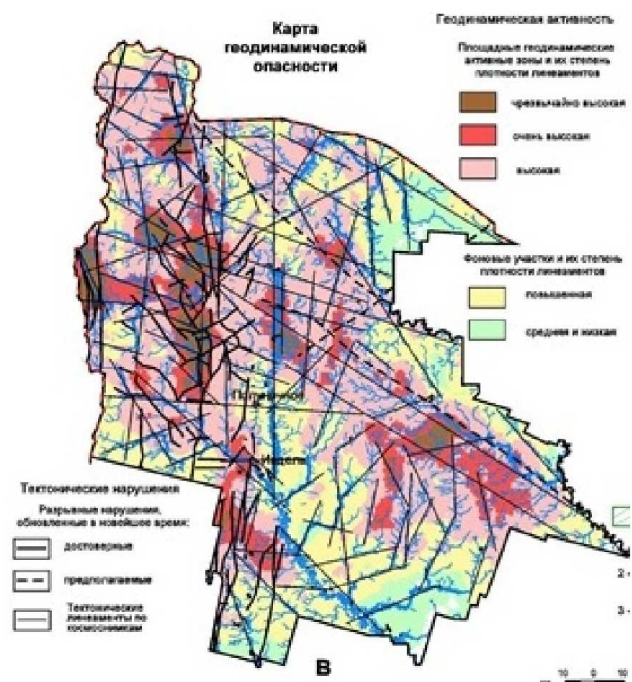 Карта
геодинамической
опасности
Геодинамическая активность
Площадные геодинамические
активные зоны и их степень
плотности линеаментов
чрезвычайно высокая
очень высокая
высокая
Фоновые участки и их степень
плотности линеаментов
повышенная
средняя и низкая
Ивдель
Тектонические нарушения
Разрывные нарушения,
обновленные в новейшее время:
достоверные
предполагаемые
Тектонические
линеаменты по
космоснимкам
В
2 -
3 -
10 0 10